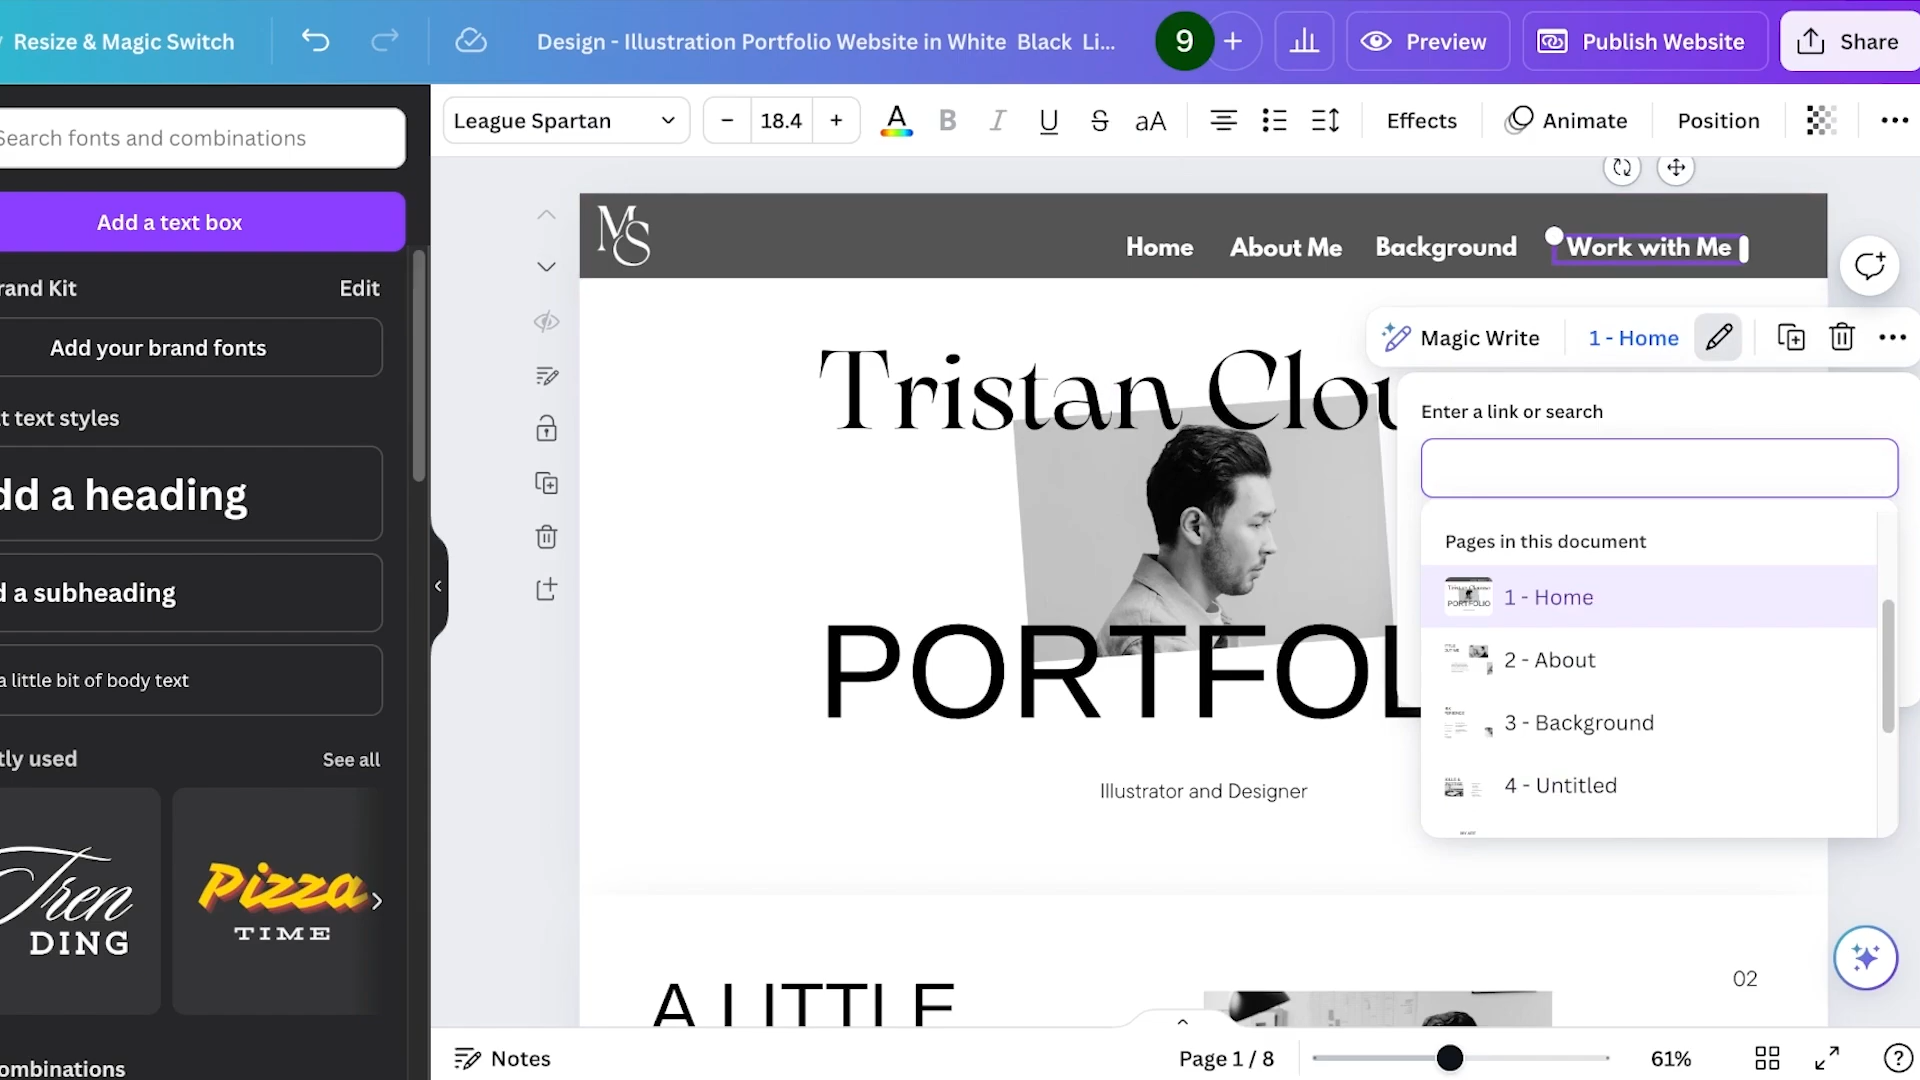 Resize & Magic Switch
Design - Illustration Portfolio Website in White Black Li...
9
Preview
Publish Website
Share
Search fonts and combinations
League Spartan
18.4
Effects
Animate
Position
Add a text box
rand Kit
Edit
Add your brand fonts
t text styles
dd a heading
d a subheading
a little bit of body text
tly used
See all
Tren
DING
Pizza
TIME
ombinations
MS
Home
About Me
Background
Work with Me
Magic Write
1 - Home
Tristan Clou
PORTFOL
Illustrator and Designer
Enter a link or search
Pages in this document
1 - Home
2 - About
3 - Background
4 - Untitled
02
A LITTLE
Notes
Page 1 / 8
61%